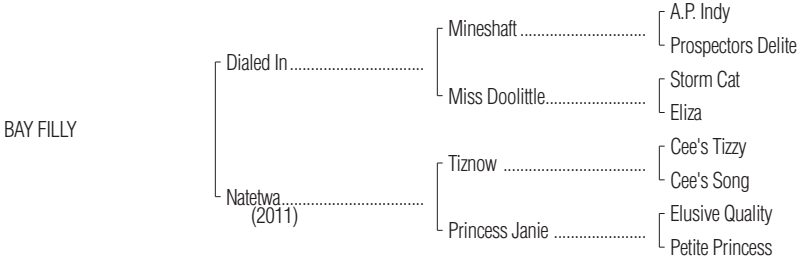 A.P. Indy
Mineshaft ..............................
Prospectors Delite
Dialed In................................
Storm Cat
Miss Doolittle........................
Eliza
BAY FILLY
Cee's Tizzy
Tiznow ..................................
Cee's Song
Natetwa..................................
(2011)
Elusive Quality
Princess Janie ......................
Petite Princess